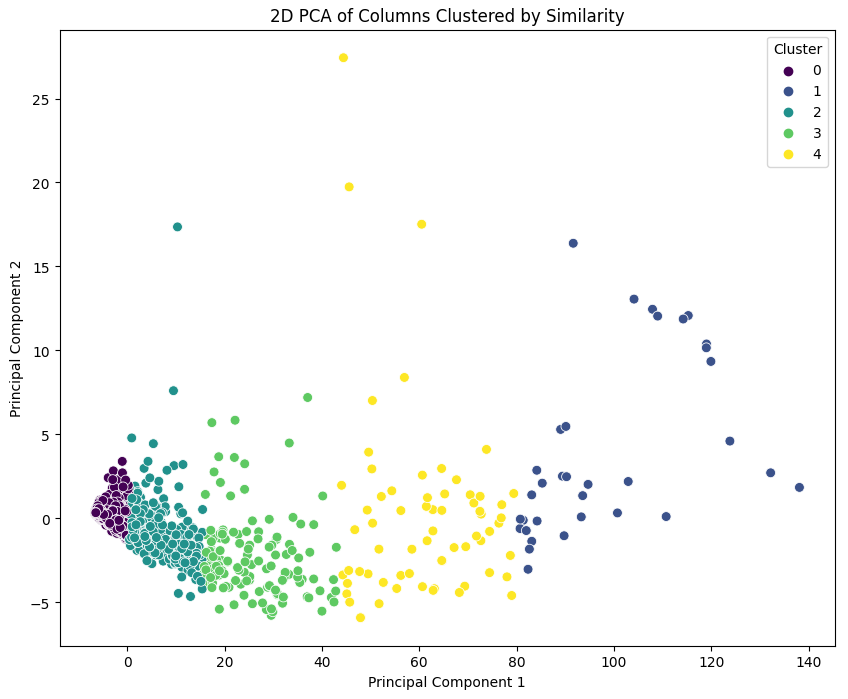 2D PCA of Columns Clustered by Similarity
Cluster
0
1
2
3
4
25
20
15
10
5
0
−5
Principal Component 2
0 20 40 60 80 100 120 140
Principal Component 1